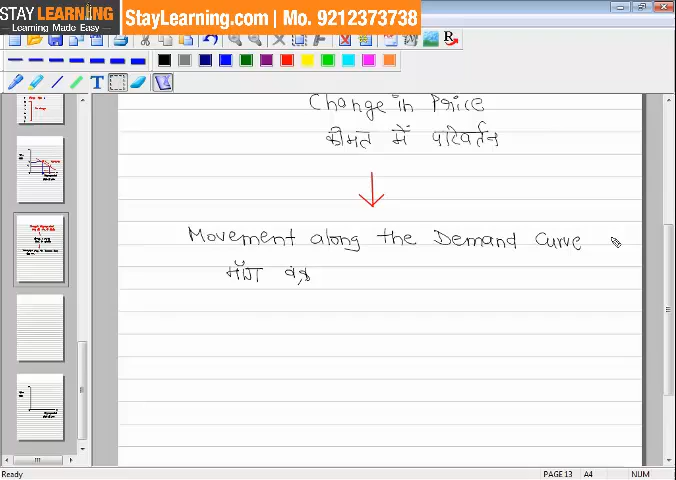 STAY LEARNING
Learning Made Easy
StayLearning.com | Mo. 9212373738
Change in Price
कीमत में परिवर्तन
Movement along the Demand Curve
माँग वक्र
Ready
PAGE 13 A4 NUM